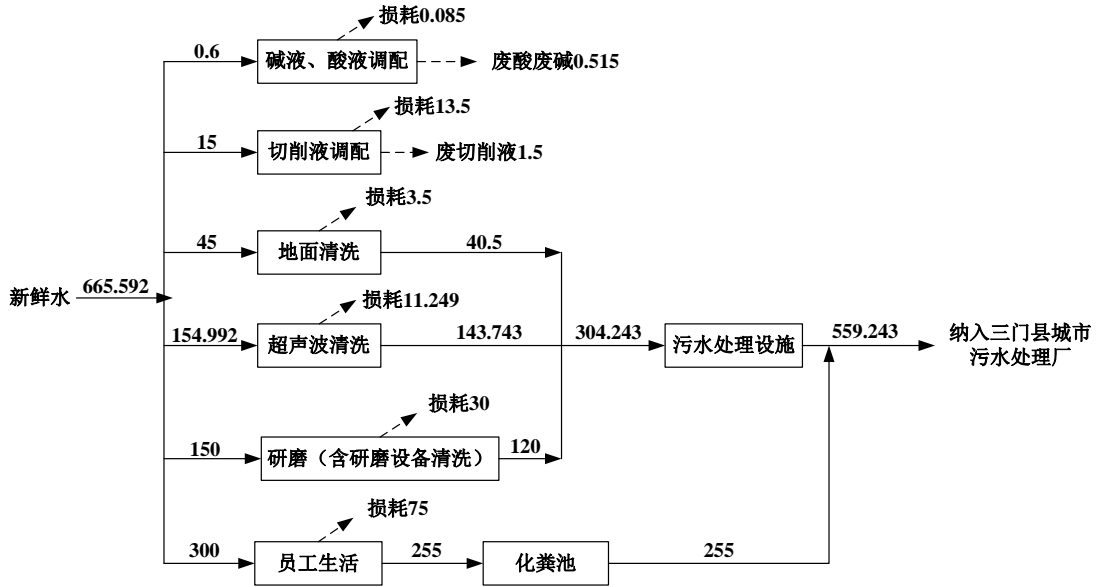 损耗0.085
0.6
碱液、酸液调配
废酸废碱0.515
损耗13.5
15
切削液调配
废切削液1.5
损耗3.5
45
地面清洗
40.5
新鲜水
665.592
损耗11.249
154.992
超声波清洗
143.743
304.243
污水处理设施
559.243
纳入三门县城市
污水处理厂
损耗30
150
研磨（含研磨设备清洗）
120
损耗75
300
员工生活
255
化粪池
255